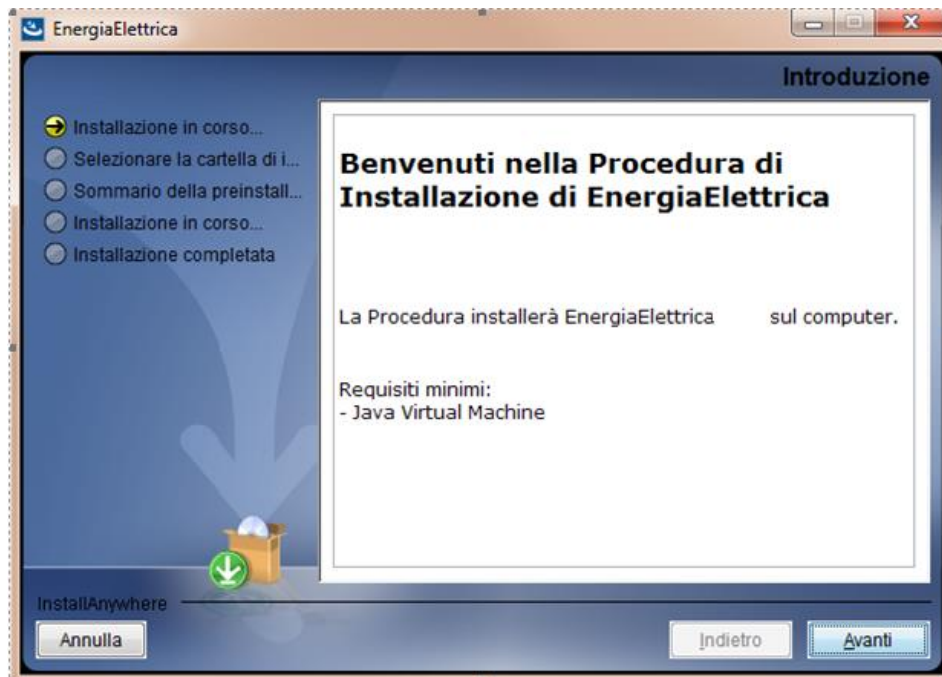 EnergiaElettrica
Introduzione
Installazione in corso...
Selezionare la cartella di i...
Sommario della preinstall...
Installazione in corso...
Installazione completata
Benvenuti nella Procedura di
Installazione di EnergiaElettrica
La Procedura installerà EnergiaElettrica sul computer.
Requisiti minimi:
- Java Virtual Machine
InstallAnywhere
Annulla
Indietro
Avanti